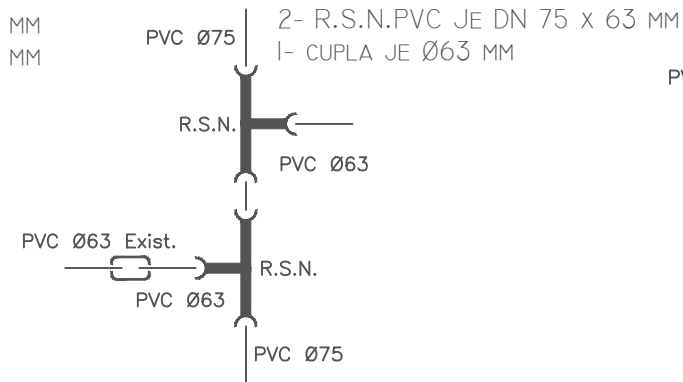 MM
MM
2- R.S.N.PVC JE DN 75 X 63 MM
1- CUPLA JE Ø63 MM
PVC Ø75
R.S.N.
PVC Ø63
PVC Ø63 Exist.
R.S.N.
PVC Ø63
PVC Ø75